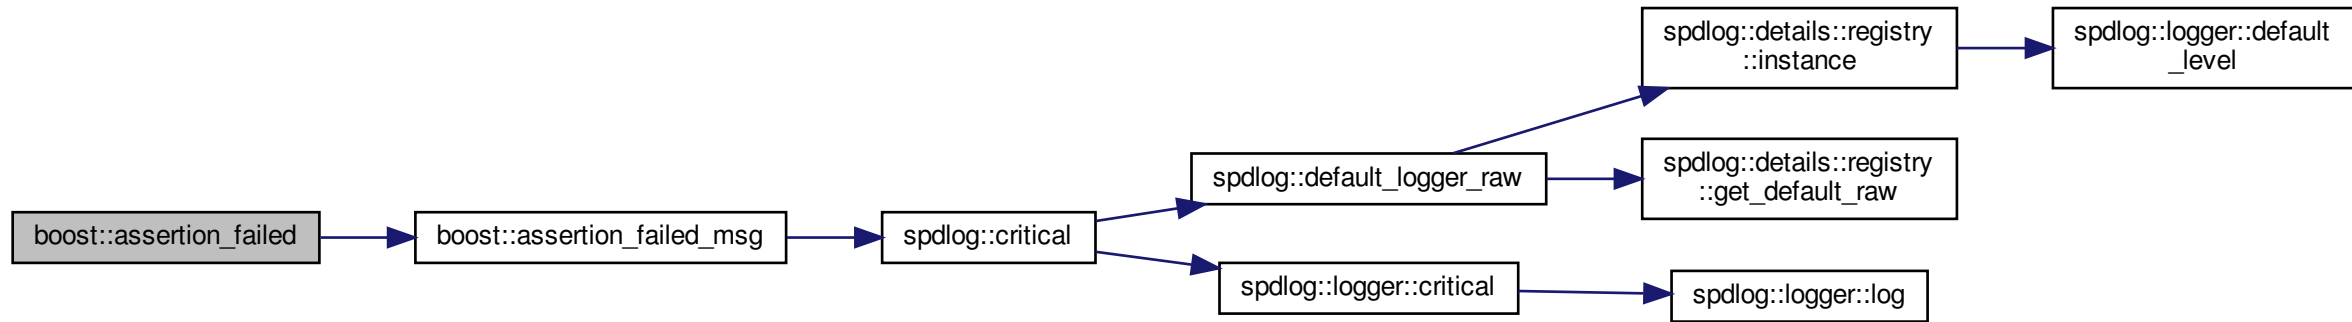 boost::assertion_failed
boost::assertion_failed_msg
spdlog::critical
spdlog::default_logger_raw
spdlog::logger::critical
spdlog::details::registry
::instance
spdlog::details::registry
::get_default_raw
spdlog::logger::log
spdlog::logger::default
_level